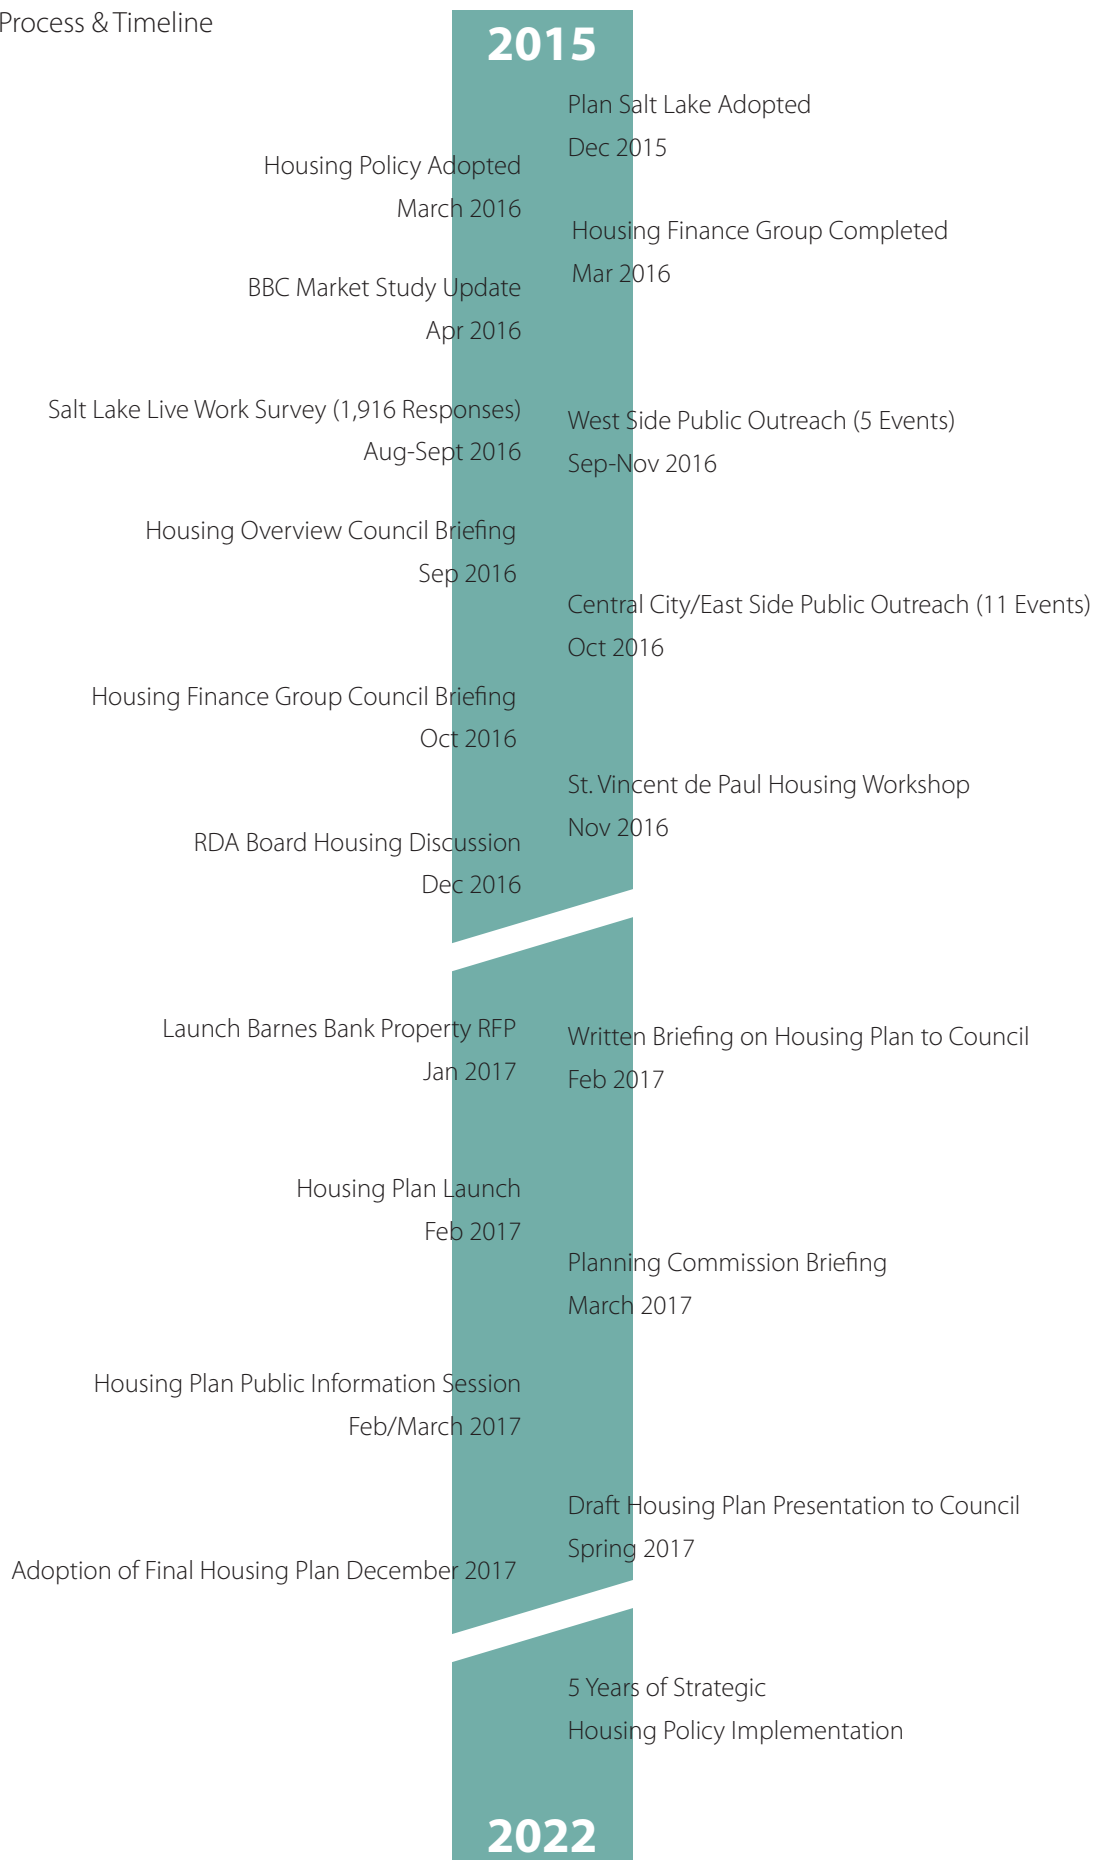 Process & Timeline
2015
Plan Salt Lake Adopted
Dec 2015
Housing Policy Adopted
March 2016
Housing Finance Group Completed
Mar 2016
BBC Market Study Update
Apr 2016
Salt Lake Live Work Survey (1,916 Responses)
Aug-Sept 2016
West Side Public Outreach (5 Events)
Sep-Nov 2016
Housing Overview Council Briefing
Sep 2016
Central City/East Side Public Outreach (11 Events)
Oct 2016
Housing Finance Group Council Briefing
Oct 2016
St. Vincent de Paul Housing Workshop
Nov 2016
RDA Board Housing Discussion
Dec 2016
Launch Barnes Bank Property RFP
Jan 2017
Written Briefing on Housing Plan to Council
Feb 2017
Housing Plan Launch
Feb 2017
Planning Commission Briefing
March 2017
Housing Plan Public Information Session
Feb/March 2017
Draft Housing Plan Presentation to Council
Spring 2017
Adoption of Final Housing Plan December 2017
5 Years of Strategic
Housing Policy Implementation
2022